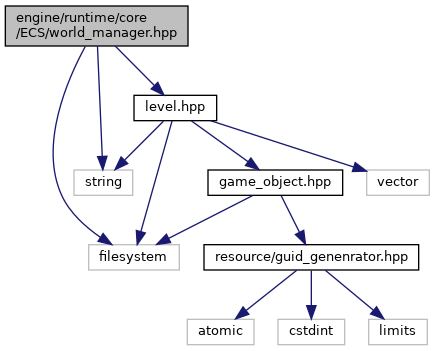 engine/runtime/core
/ECS/world_manager.hpp
level.hpp
string
game_object.hpp
vector
filesystem
resource/guid_genenrator.hpp
atomic
cstdint
limits